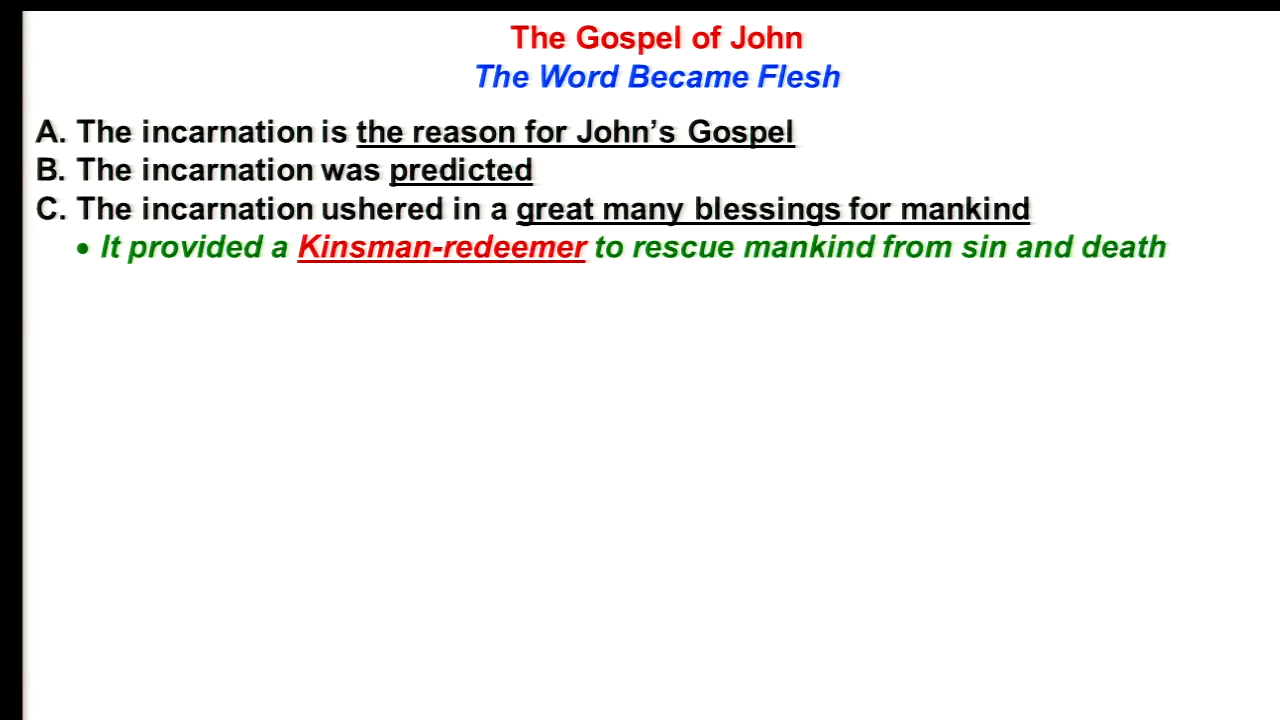 The Gospel of John
The Word Became Flesh
A. The incarnation is the reason for John’s Gospel
B. The incarnation was predicted
C. The incarnation ushered in a great many blessings for mankind
• It provided a Kinsman-redeemer to rescue mankind from sin and death